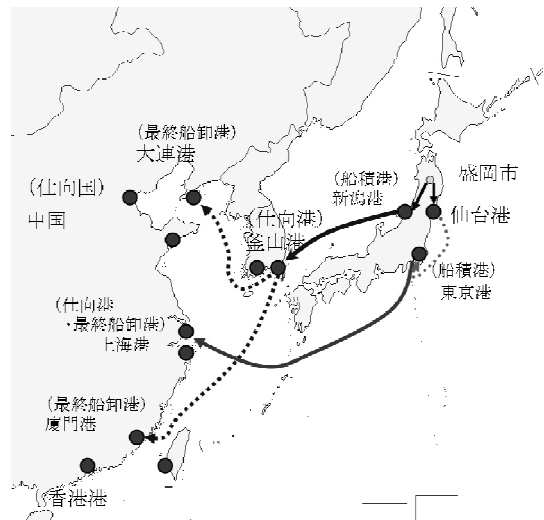 (最終船卸港)
大連港
(仕向国)
中国
(船積港)
新潟港
盛岡市
(仕向港)
釜山港
仙台港
(船積港)
東京港
(仕向港
・最終船卸港)
上海港
(最終船卸港)
廈門港
香港港